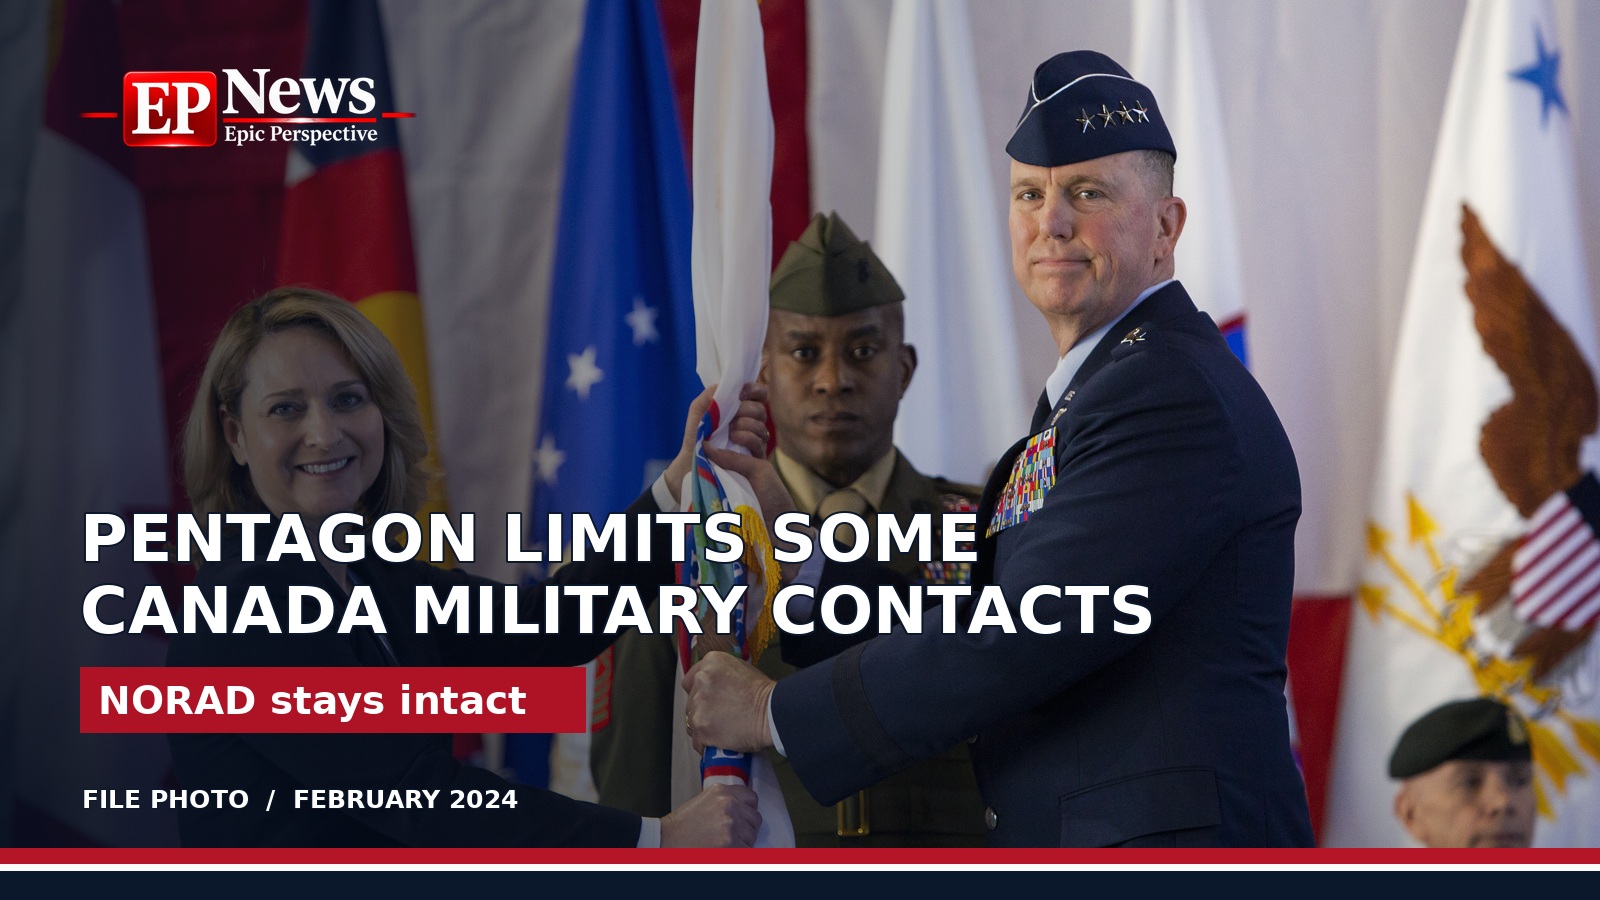 EP News
Epic Perspective
PENTAGON LIMITS SOME
CANADA MILITARY CONTACTS
NORAD stays intact
FILE PHOTO / FEBRUARY 2024